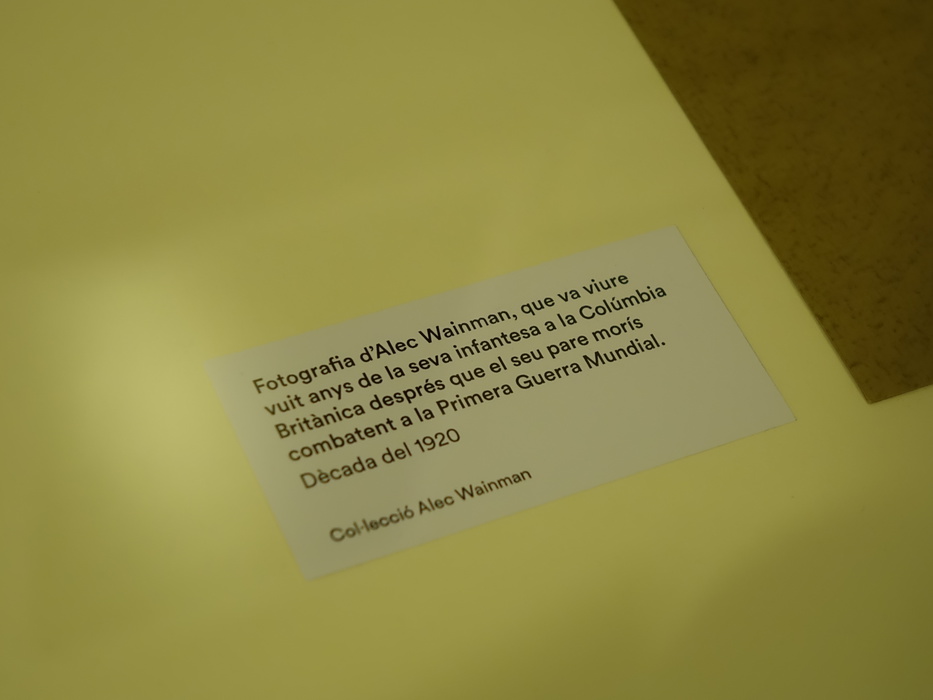 Fotografia d’Alec Wainman, que va viure
vuit anys de la seva infantesa a la Colúmbia
Britànica després que el seu pare morís
combatent a la Primera Guerra Mundial.
Dècada del 1920
Col·lecció Alec Wainman